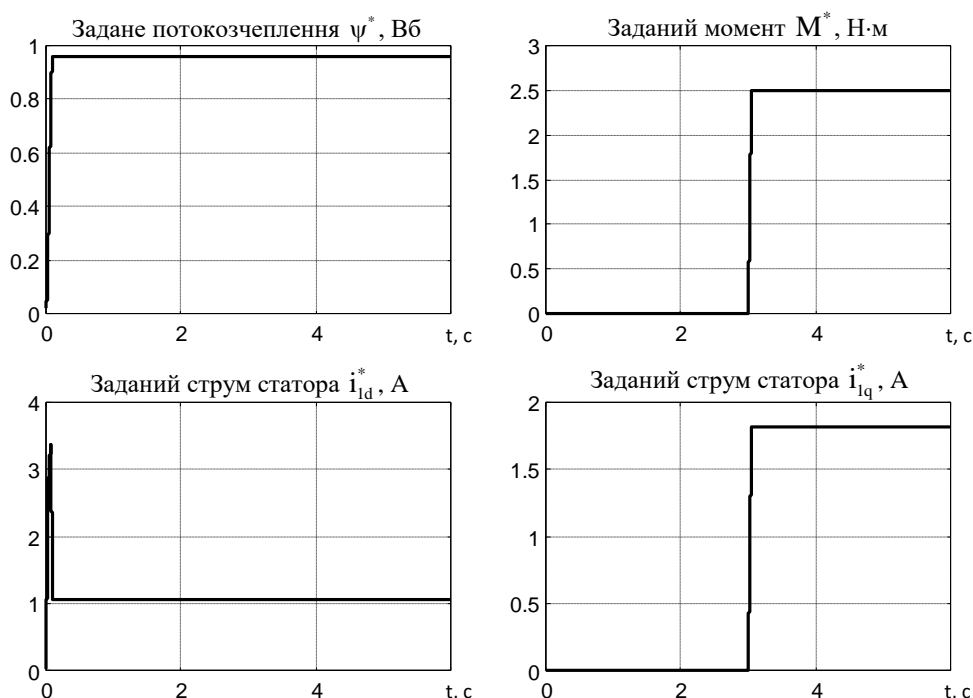 Задане потокозчеплення ψ*, Вб
1
0.8
0.6
0.4
0.2
0
0 2 4 t, c
Заданий момент M*, Н·м
3
2.5
2
1.5
1
0.5
0
0 2 4 t, c
Заданий струм статора i*1d, А
4
3
2
1
0
0 2 4 t, c
Заданий струм статора i*1q, А
2
1.5
1
0.5
0
0 2 4 t, c